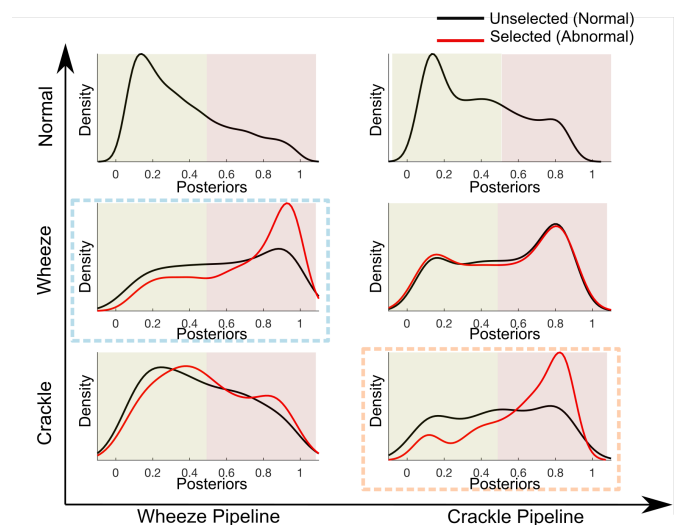 Unselected (Normal)
Selected (Abnormal)
Normal
Density
0 0.2 0.4 0.6 0.8 1
Posteriors
Density
0 0.2 0.4 0.6 0.8 1
Posteriors
Wheeze
Density
0 0.2 0.4 0.6 0.8 1
Posteriors
Density
0 0.2 0.4 0.6 0.8 1
Posteriors
Crackle
Density
0 0.2 0.4 0.6 0.8 1
Posteriors
Density
0 0.2 0.4 0.6 0.8 1
Posteriors
Wheeze Pipeline
Crackle Pipeline